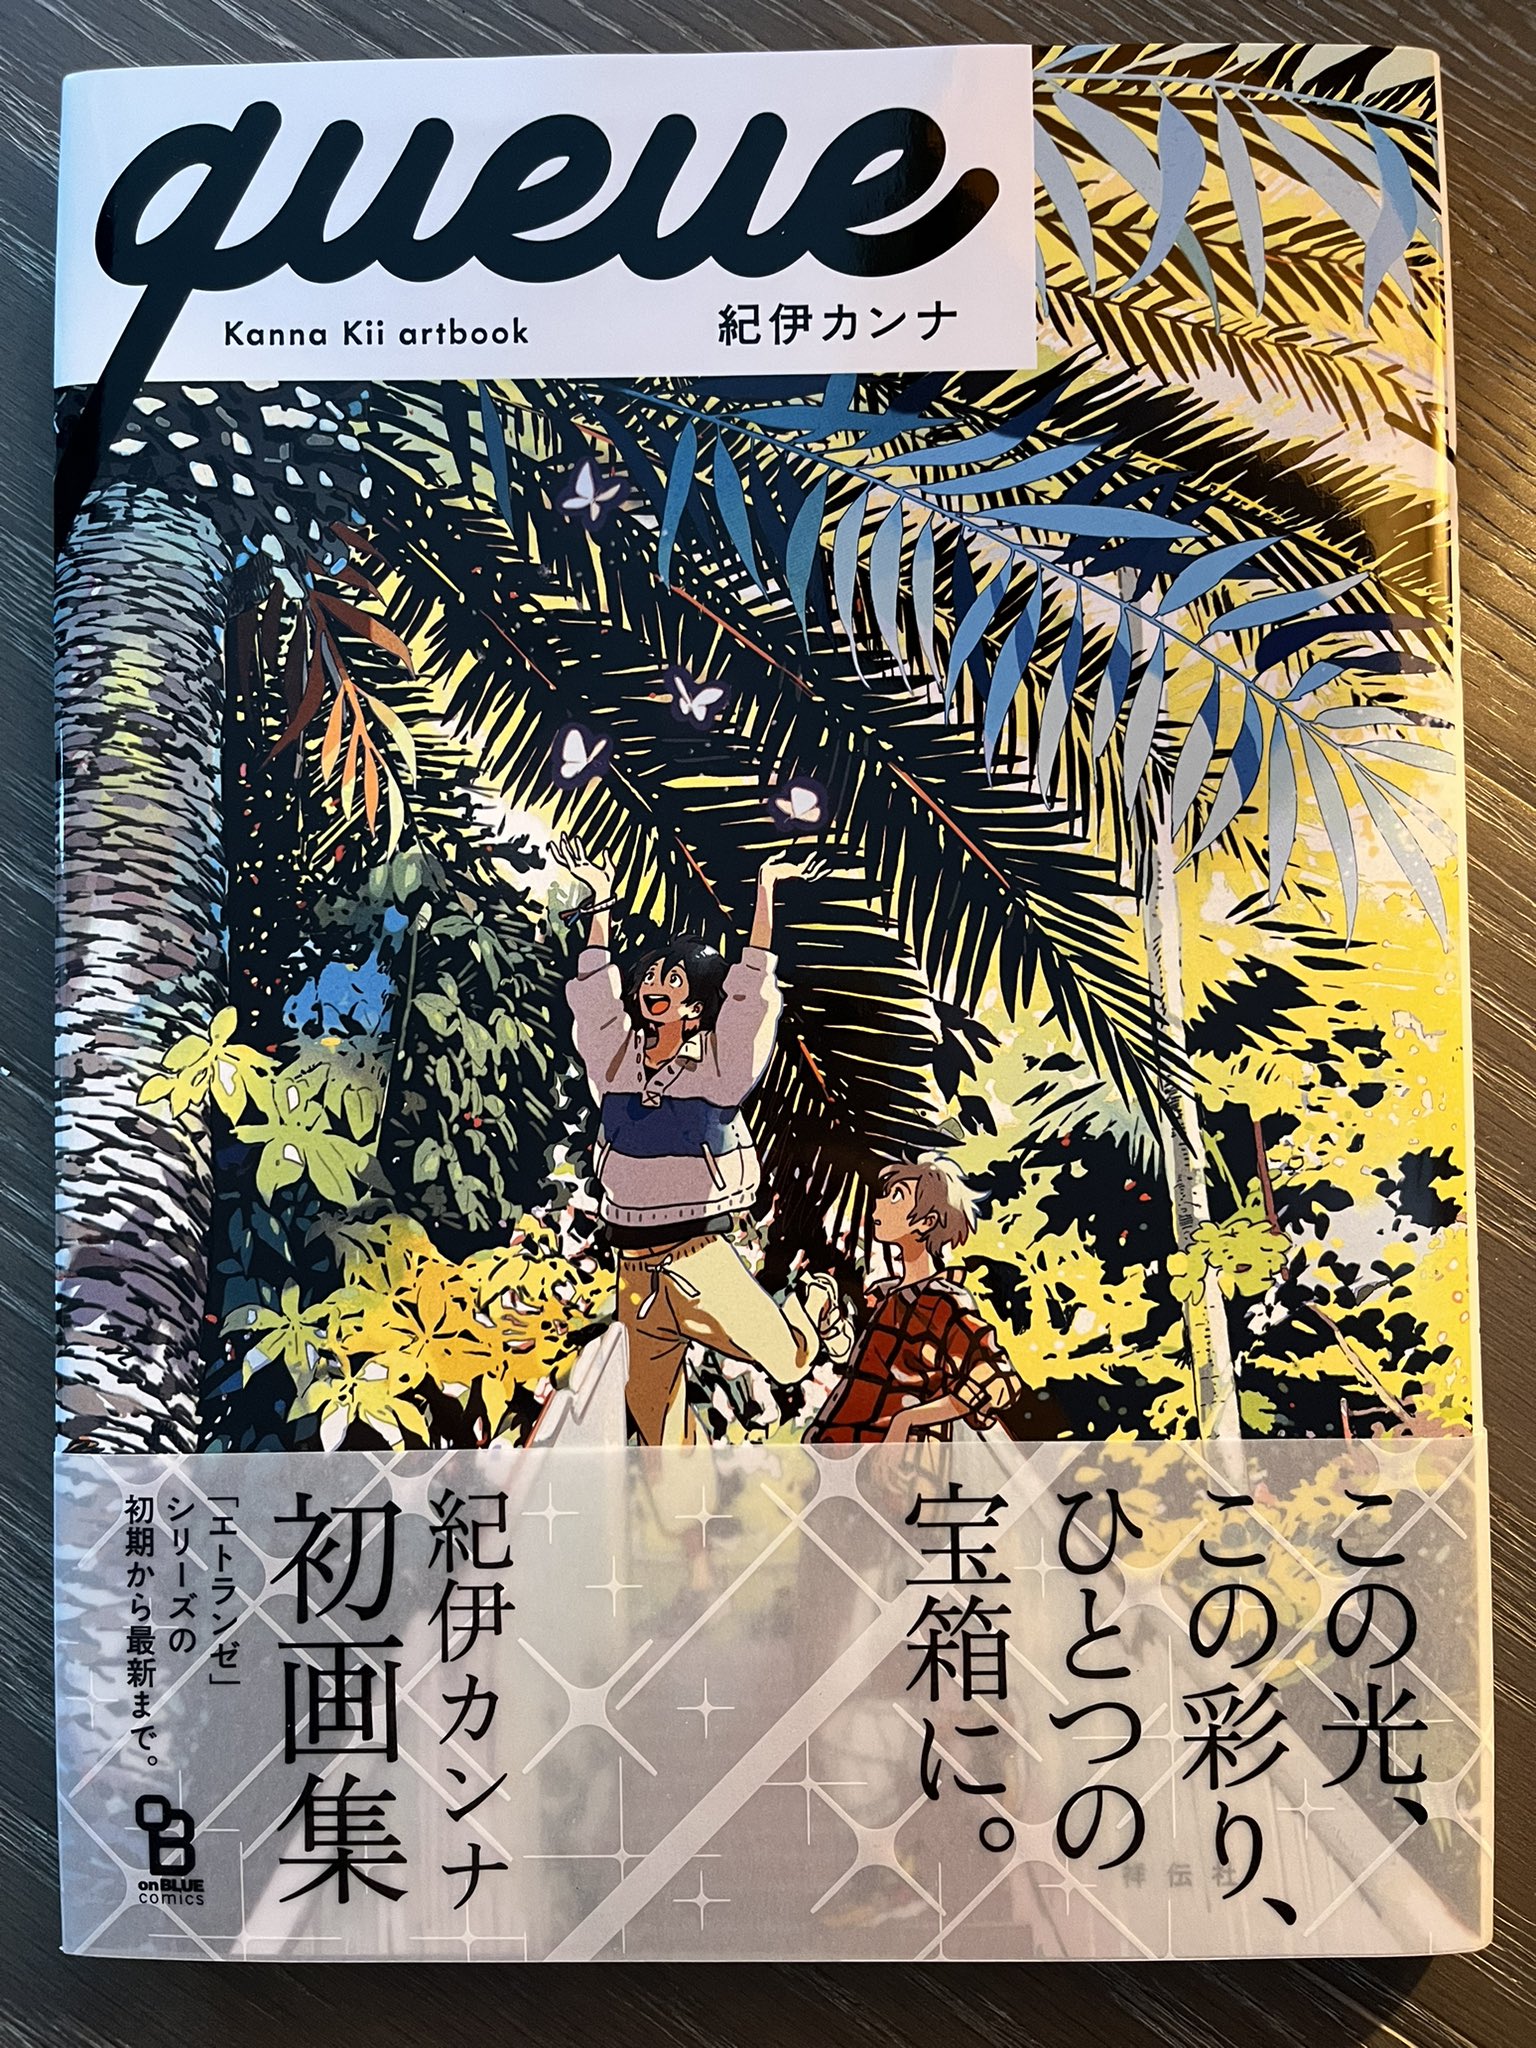 queue
Kanna Kii artbook
紀伊カンナ
この光、
この彩り、
ひとつの
宝箱に。
紀伊カンナ
初画集
「エトランゼ」
シリーズの
初期から最新まで。
onBLUE
comics
祥伝社